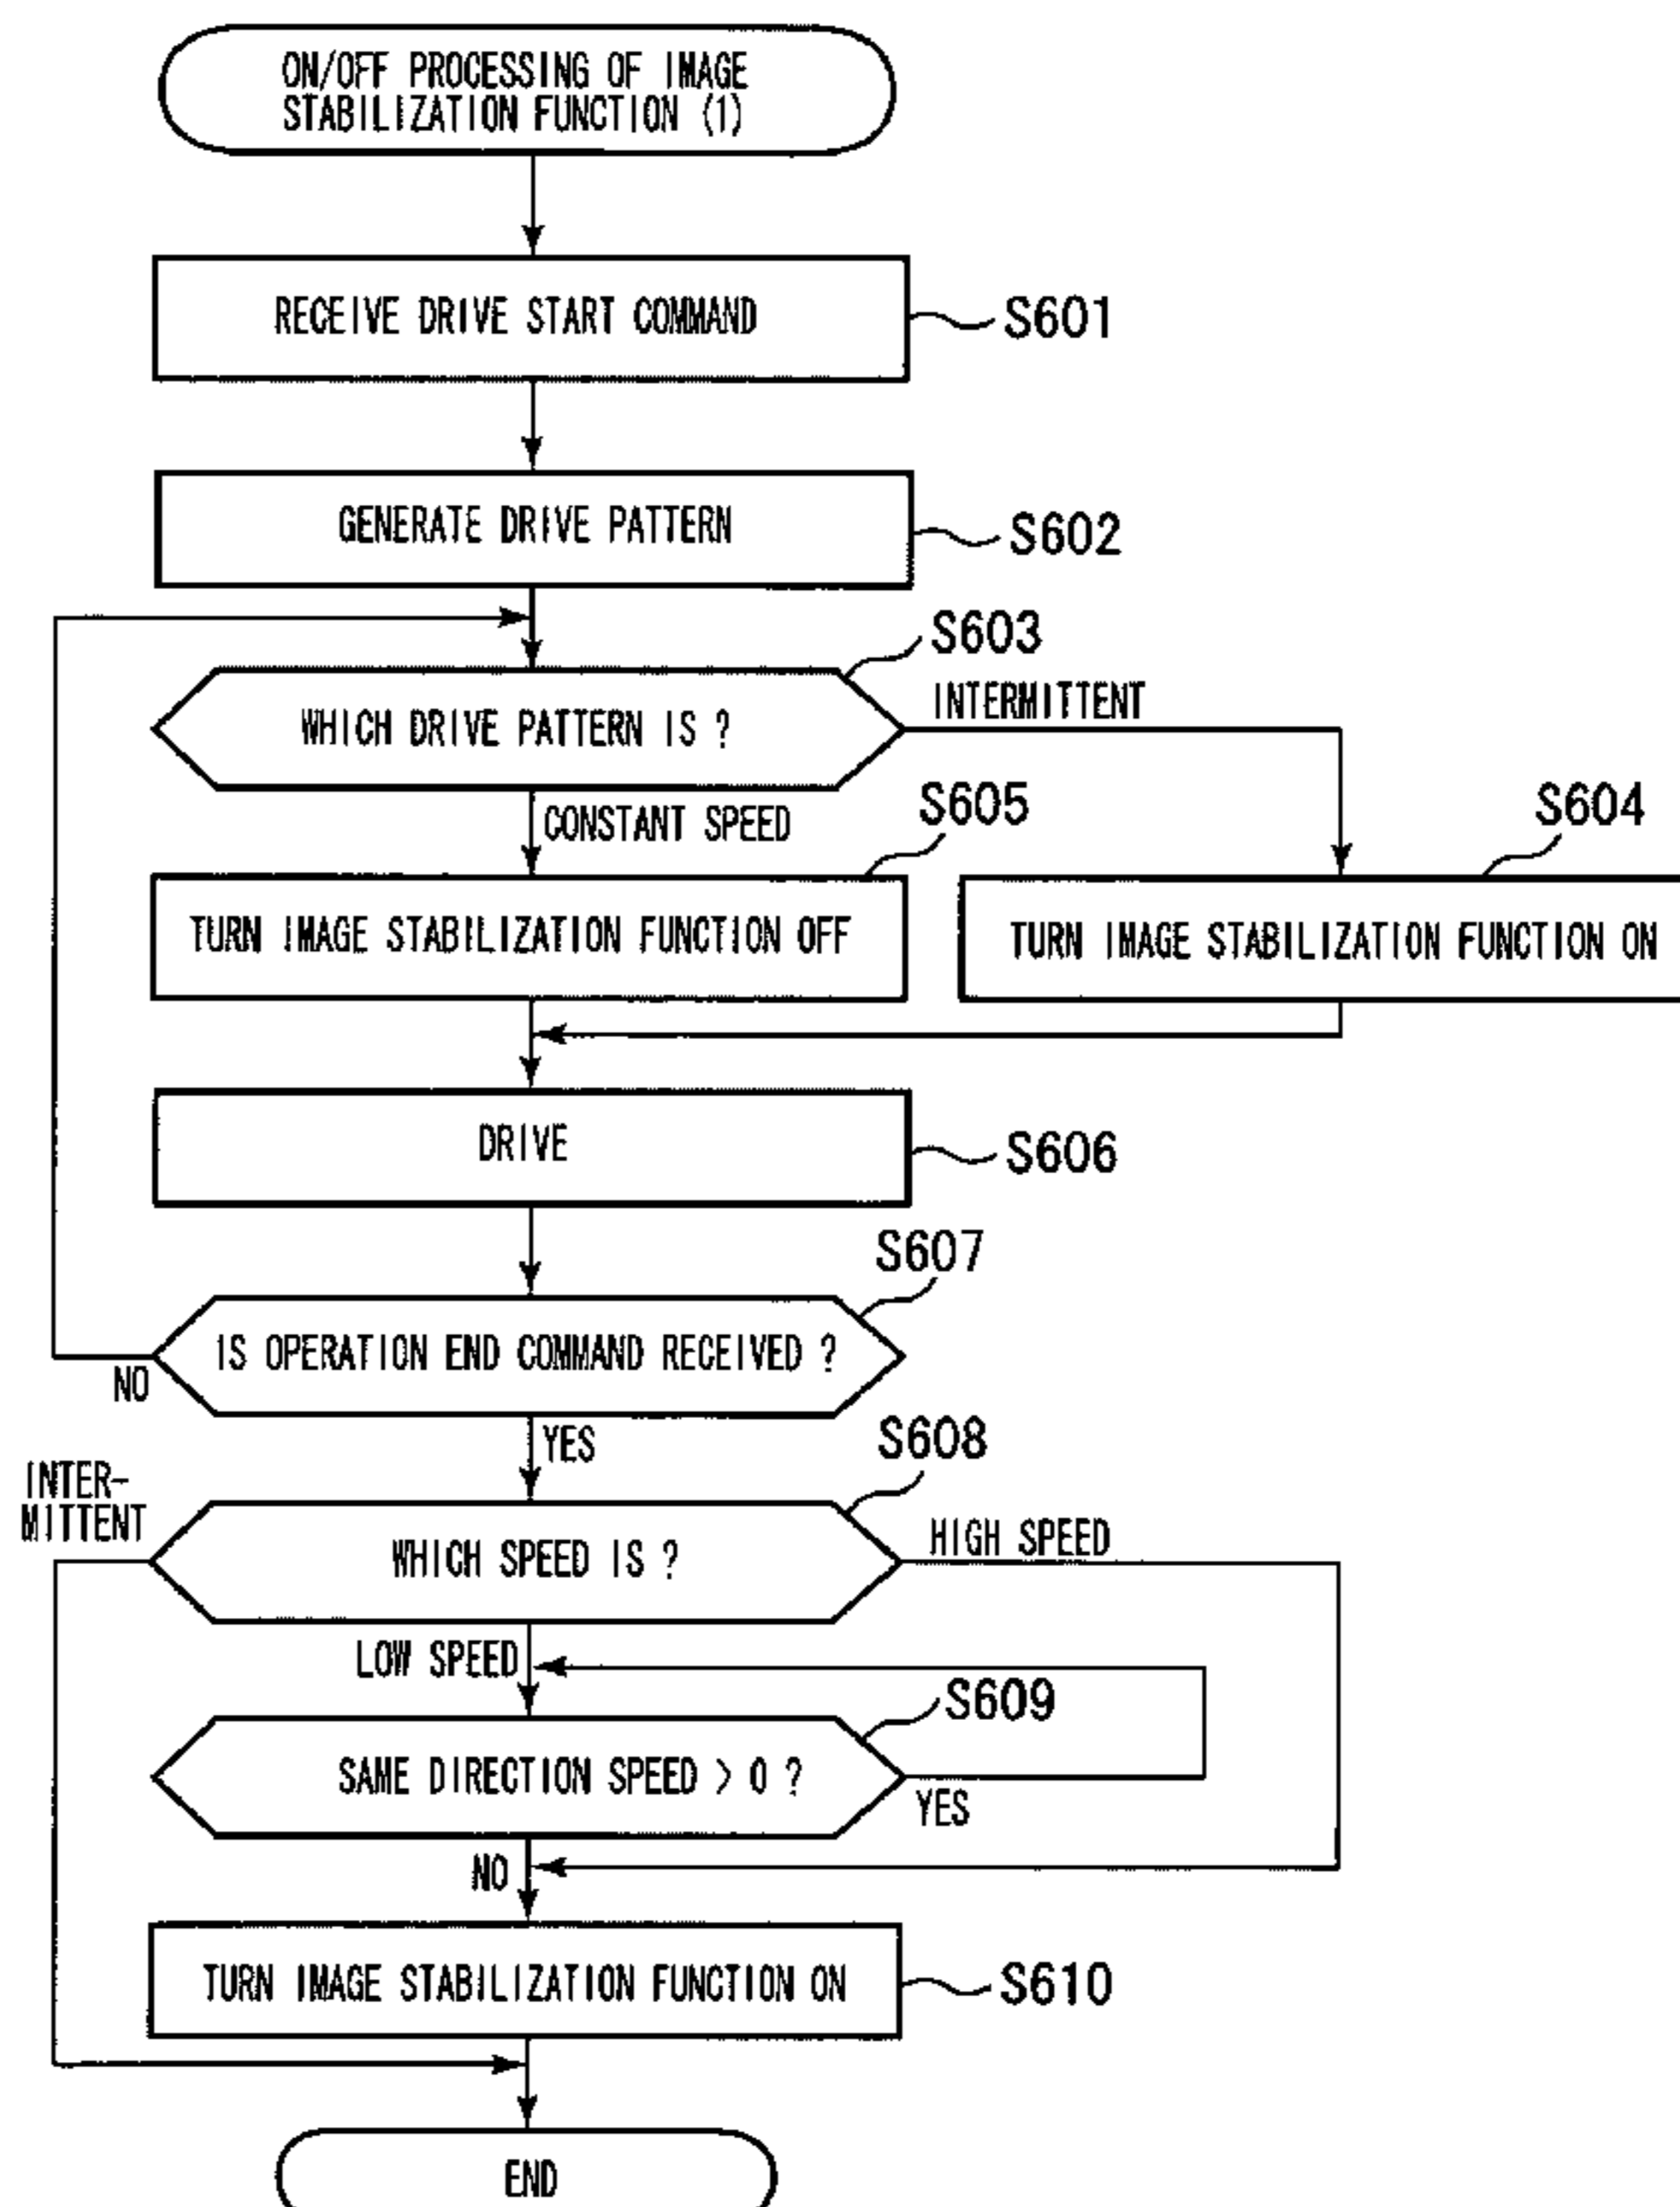 ON/OFF PROCESSING OF IMAGE
STABILIZATION FUNCTION (1)
RECEIVE DRIVE START COMMAND
S601
GENERATE DRIVE PATTERN
S602
S603
WHICH DRIVE PATTERN IS ?
INTERMITTENT
CONSTANT SPEED
S605
S604
TURN IMAGE STABILIZATION FUNCTION OFF
TURN IMAGE STABILIZATION FUNCTION ON
DRIVE
S606
S607
IS OPERATION END COMMAND RECEIVED ?
NO
YES
S608
INTER-
MITTENT
WHICH SPEED IS ?
HIGH SPEED
LOW SPEED
S609
SAME DIRECTION SPEED > 0 ?
YES
NO
TURN IMAGE STABILIZATION FUNCTION ON
S610
END